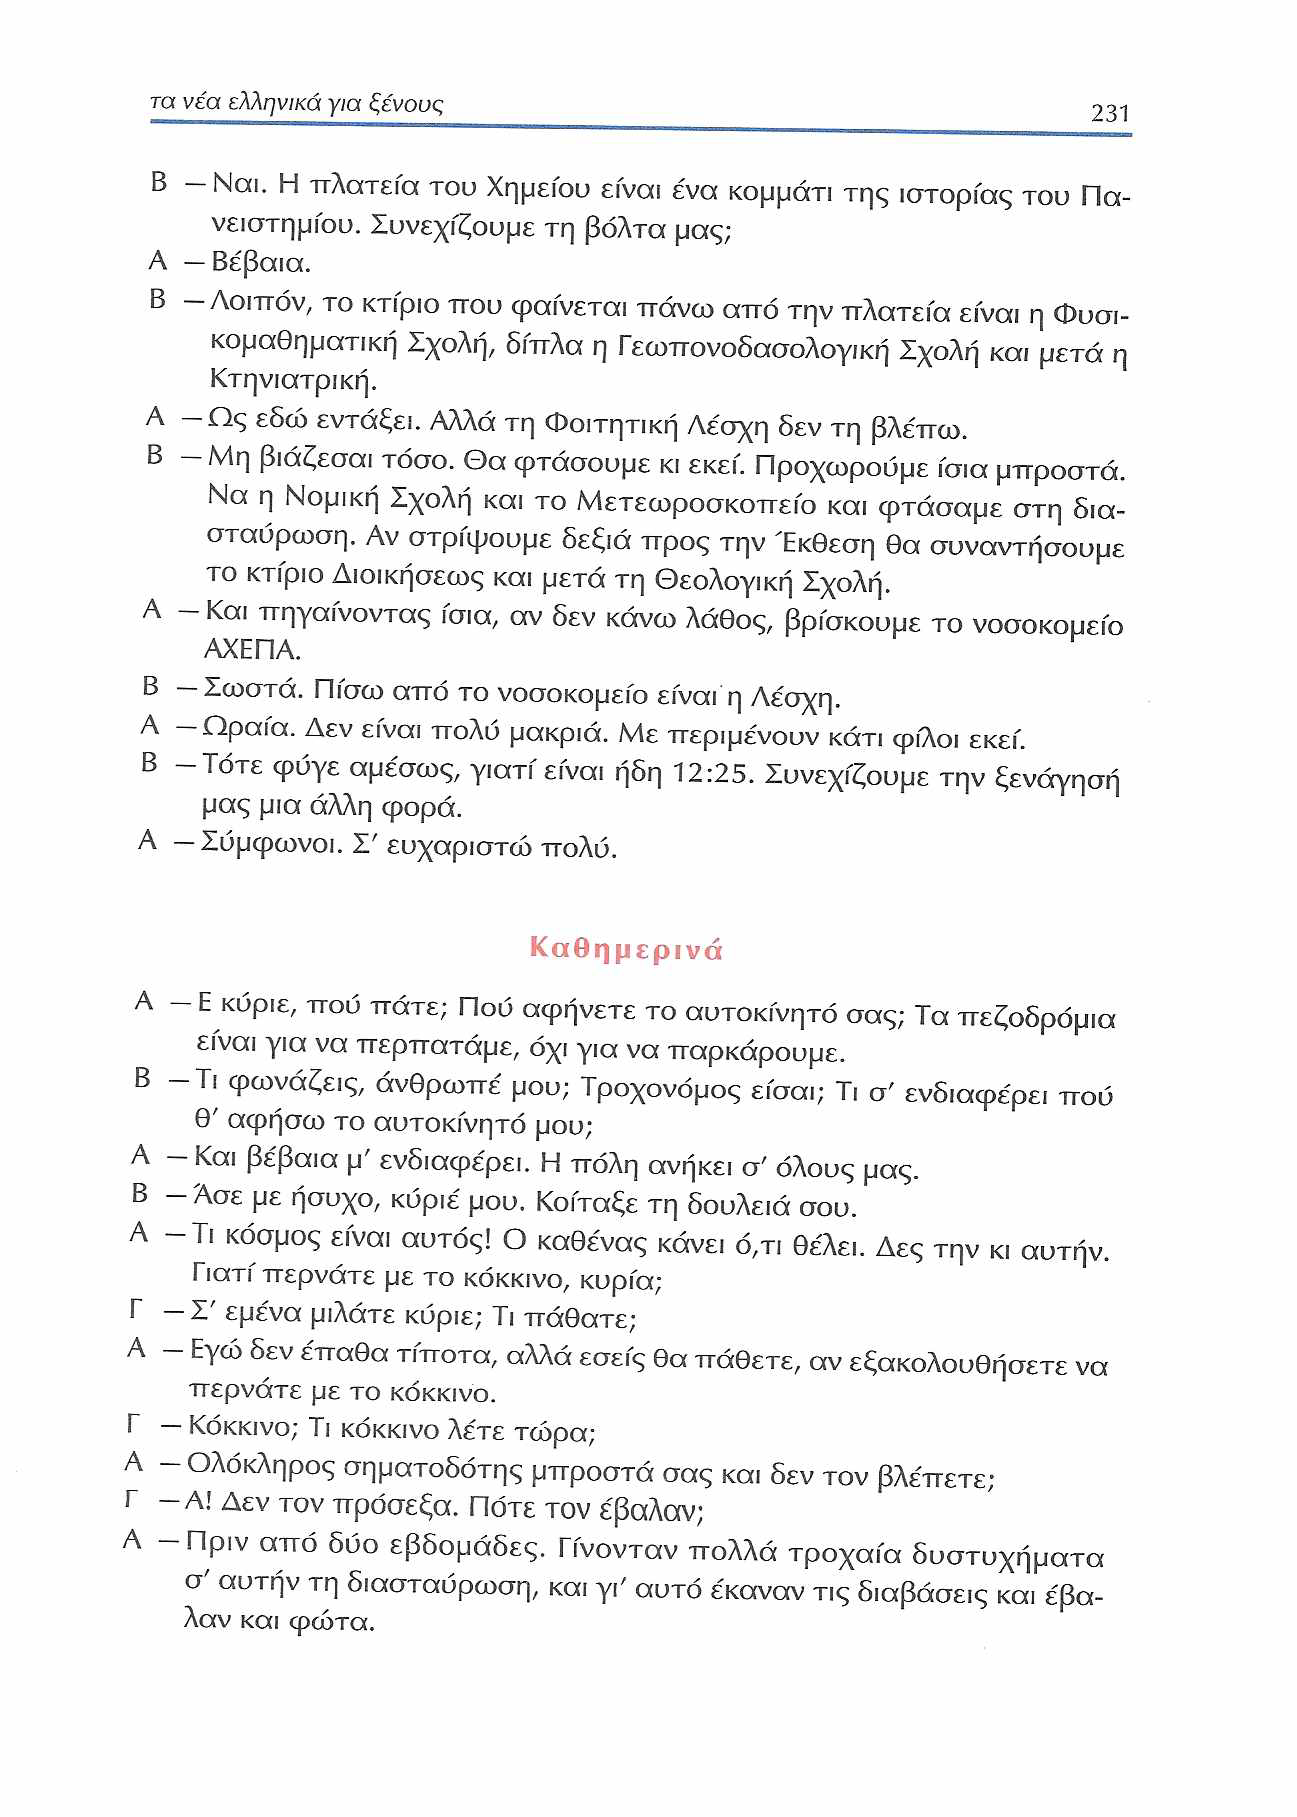 τα νέα ελληνικά για ξένους
231
Β – Ναι. Η πλατεία του Χημείου είναι ένα κομμάτι της ιστορίας του Πα-
νειστημίου. Συνεχίζουμε τη βόλτα μας;
Α – Βέβαια.
Β – Λοιπόν, το κτίριο που φαίνεται πάνω από την πλατεία είναι η Φυσι-
κομαθηματική Σχολή, δίπλα η Γεωπονοδασολογική Σχολή και μετά η
Κτηνιατρική.
Α – Ως εδώ εντάξει. Αλλά τη Φοιτητική Λέσχη δεν τη βλέπω.
Β – Μη βιάζεσαι τόσο. Θα φτάσουμε κι εκεί. Προχωρούμε ίσια μπροστά.
Να η Νομική Σχολή και το Μετεωροσκοπείο και φτάσαμε στη δια-
σταύρωση. Αν στρίψουμε δεξιά προς την Έκθεση θα συναντήσουμε
το κτίριο Διοικήσεως και μετά τη Θεολογική Σχολή.
Α – Και πηγαίνοντας ίσια, αν δεν κάνω λάθος, βρίσκουμε το νοσοκομείο
ΑΧΕΠΑ.
Β – Σωστά. Πίσω από το νοσοκομείο είναι η Λέσχη.
Α – Ωραία. Δεν είναι πολύ μακριά. Με περιμένουν κάτι φίλοι εκεί.
Β – Τότε φύγε αμέσως, γιατί είναι ήδη 12:25. Συνεχίζουμε την ξενάγησή
μας μια άλλη φορά.
Α – Σύμφωνοι. Σ' ευχαριστώ πολύ.
Καθημερινά
Α – Ε κύριε, πού πάτε; Πού αφήνετε το αυτοκίνητό σας; Τα πεζοδρόμια
είναι για να περπατάμε, όχι για να παρκάρουμε.
Β – Τι φωνάζεις, άνθρωπέ μου; Τροχονόμος είσαι; Τι σ' ενδιαφέρει πού
θ' αφήσω το αυτοκίνητό μου;
Α – Και βέβαια μ' ενδιαφέρει. Η πόλη ανήκει σ' όλους μας.
Β – Άσε με ήσυχο, κύριέ μου. Κοίταξε τη δουλειά σου.
Α – Τι κόσμος είναι αυτός! Ο καθένας κάνει ό,τι θέλει. Δες την κι αυτήν.
Γιατί περνάτε με το κόκκινο, κυρία;
Γ – Σ' εμένα μιλάτε κύριε; Τι πάθατε;
Α – Εγώ δεν έπαθα τίποτα, αλλά εσείς θα πάθετε, αν εξακολουθήσετε να
περνάτε με το κόκκινο.
Γ – Κόκκινο; Τι κόκκινο λέτε τώρα;
Α – Ολόκληρος σηματοδότης μπροστά σας και δεν τον βλέπετε;
Γ – Α! Δεν τον πρόσεξα. Πότε τον έβαλαν;
Α – Πριν από δύο εβδομάδες. Γίνονταν πολλά τροχαία δυστυχήματα
σ' αυτήν τη διασταύρωση, και γι' αυτό έκαναν τις διαβάσεις και έβα-
λαν και φώτα.